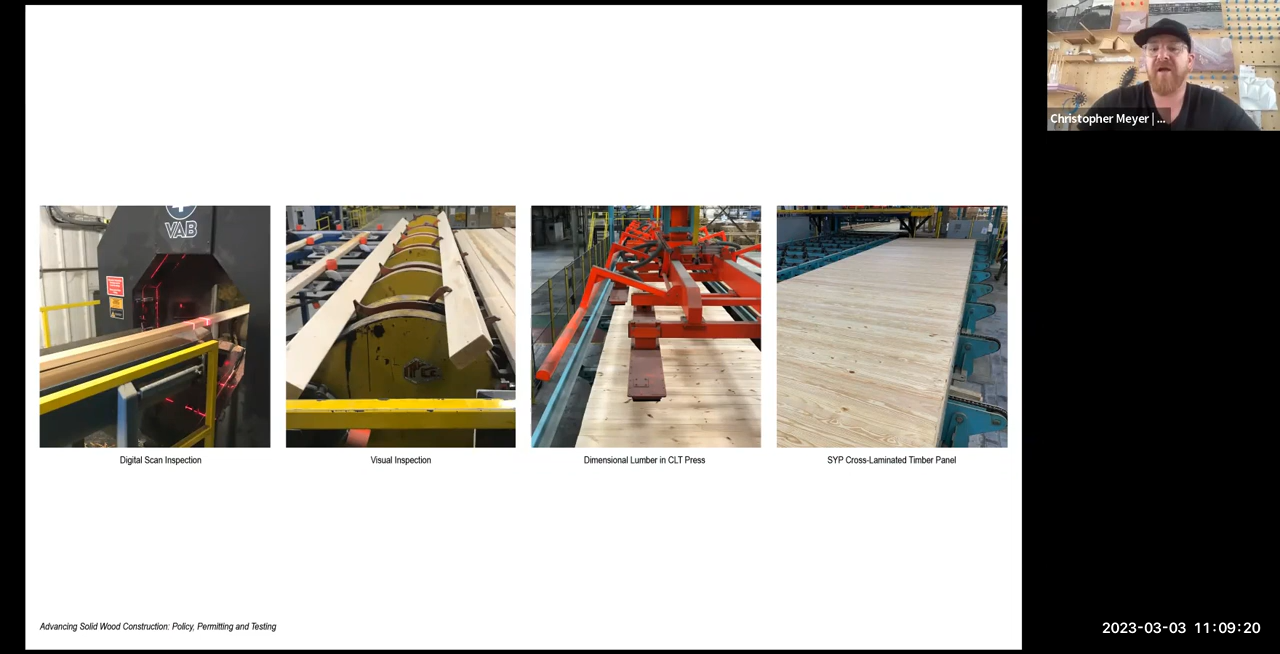 VAB
Digital Scan Inspection
Visual Inspection
Dimensional Lumber in CLT Press
SYP Cross-Laminated Timber Panel
Advancing Solid Wood Construction: Policy, Permitting and Testing
Christopher Meyer | ...
2023-03-03 11:09:20